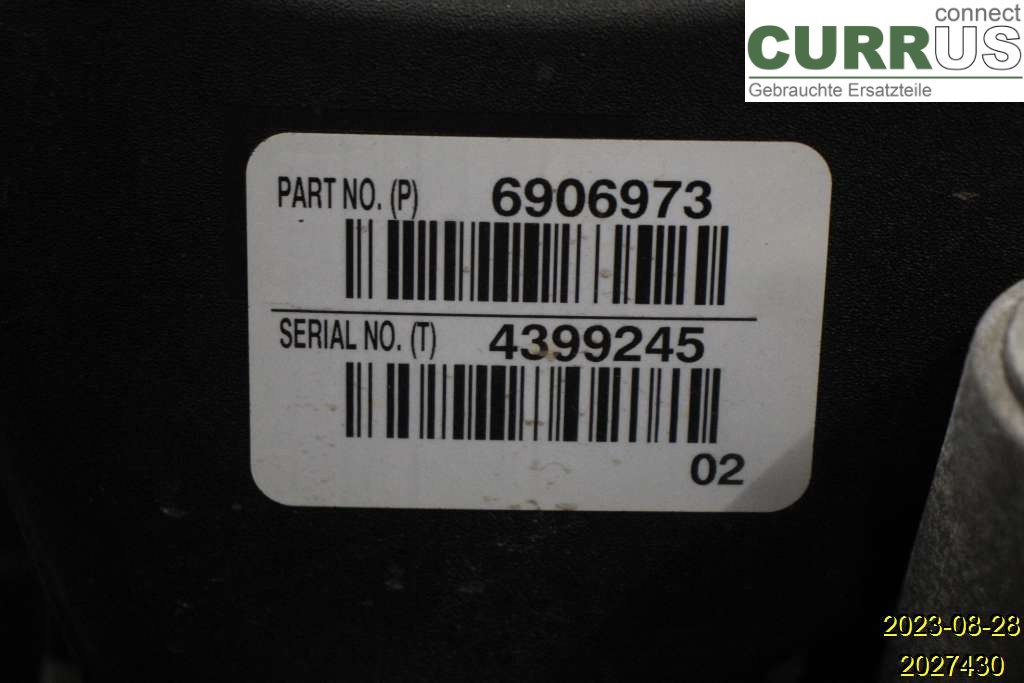 connect
CURRUS
Gebrauchte Ersatzteile
PART NO. (P) 6906973
SERIAL NO. (T) 4399245
02
2023-08-28
2027430